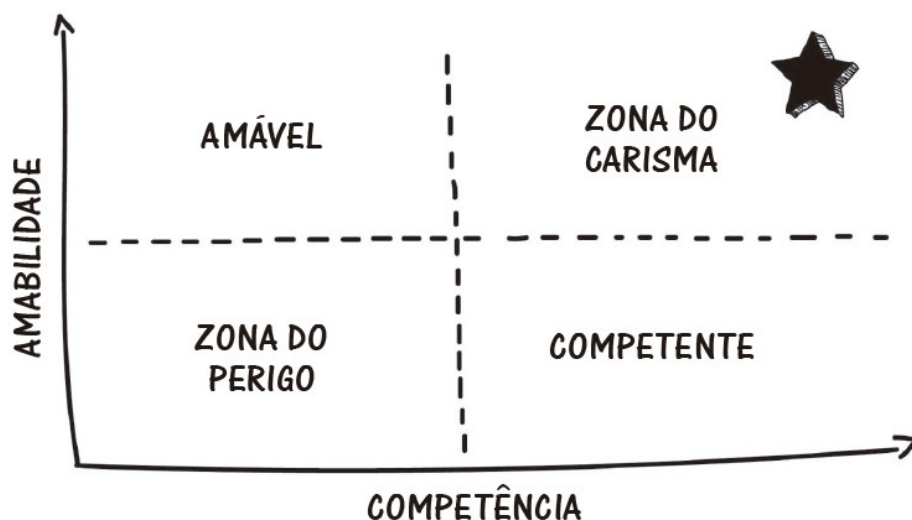 AMABILIDADE
AMÁVEL
ZONA DO
CARISMA
ZONA DO
PERIGO
COMPETENTE
COMPETÊNCIA